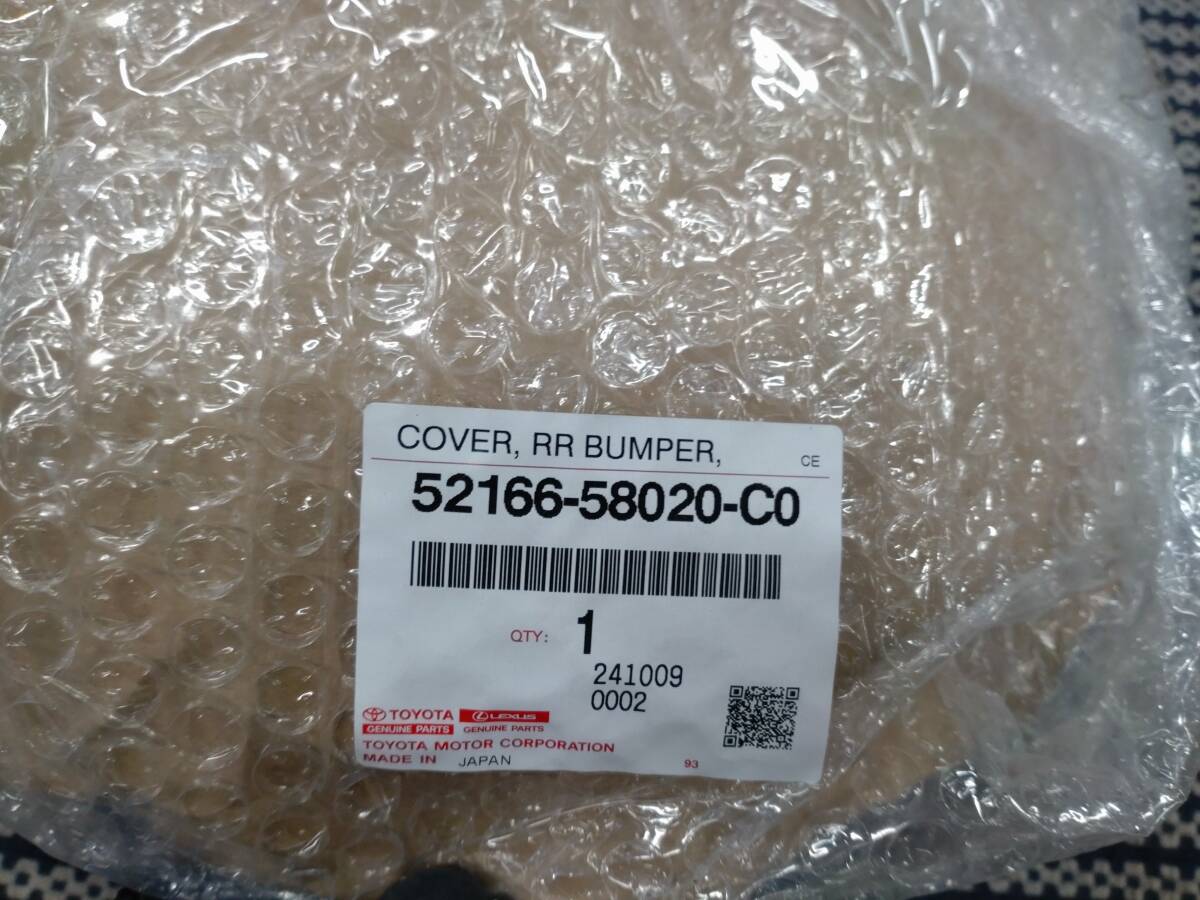 COVER, RR BUMPER,
CE
52166-58020-C0
QTY: 1
241009
0002
TOYOTA LEXUS
GENUINE PARTS GENUINE PARTS
TOYOTA MOTOR CORPORATION
MADE IN JAPAN
93